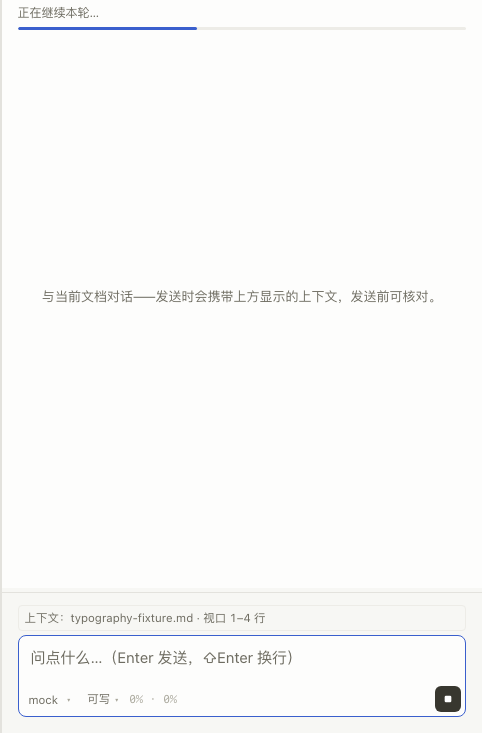 正在继续本轮...
与当前文档对话——发送时会携带上方显示的上下文，发送前可核对。
上下文：typography-fixture.md · 视口 1–4 行
问点什么...（Enter 发送，⇧Enter 换行）
mock · 可写 · 0% · 0%